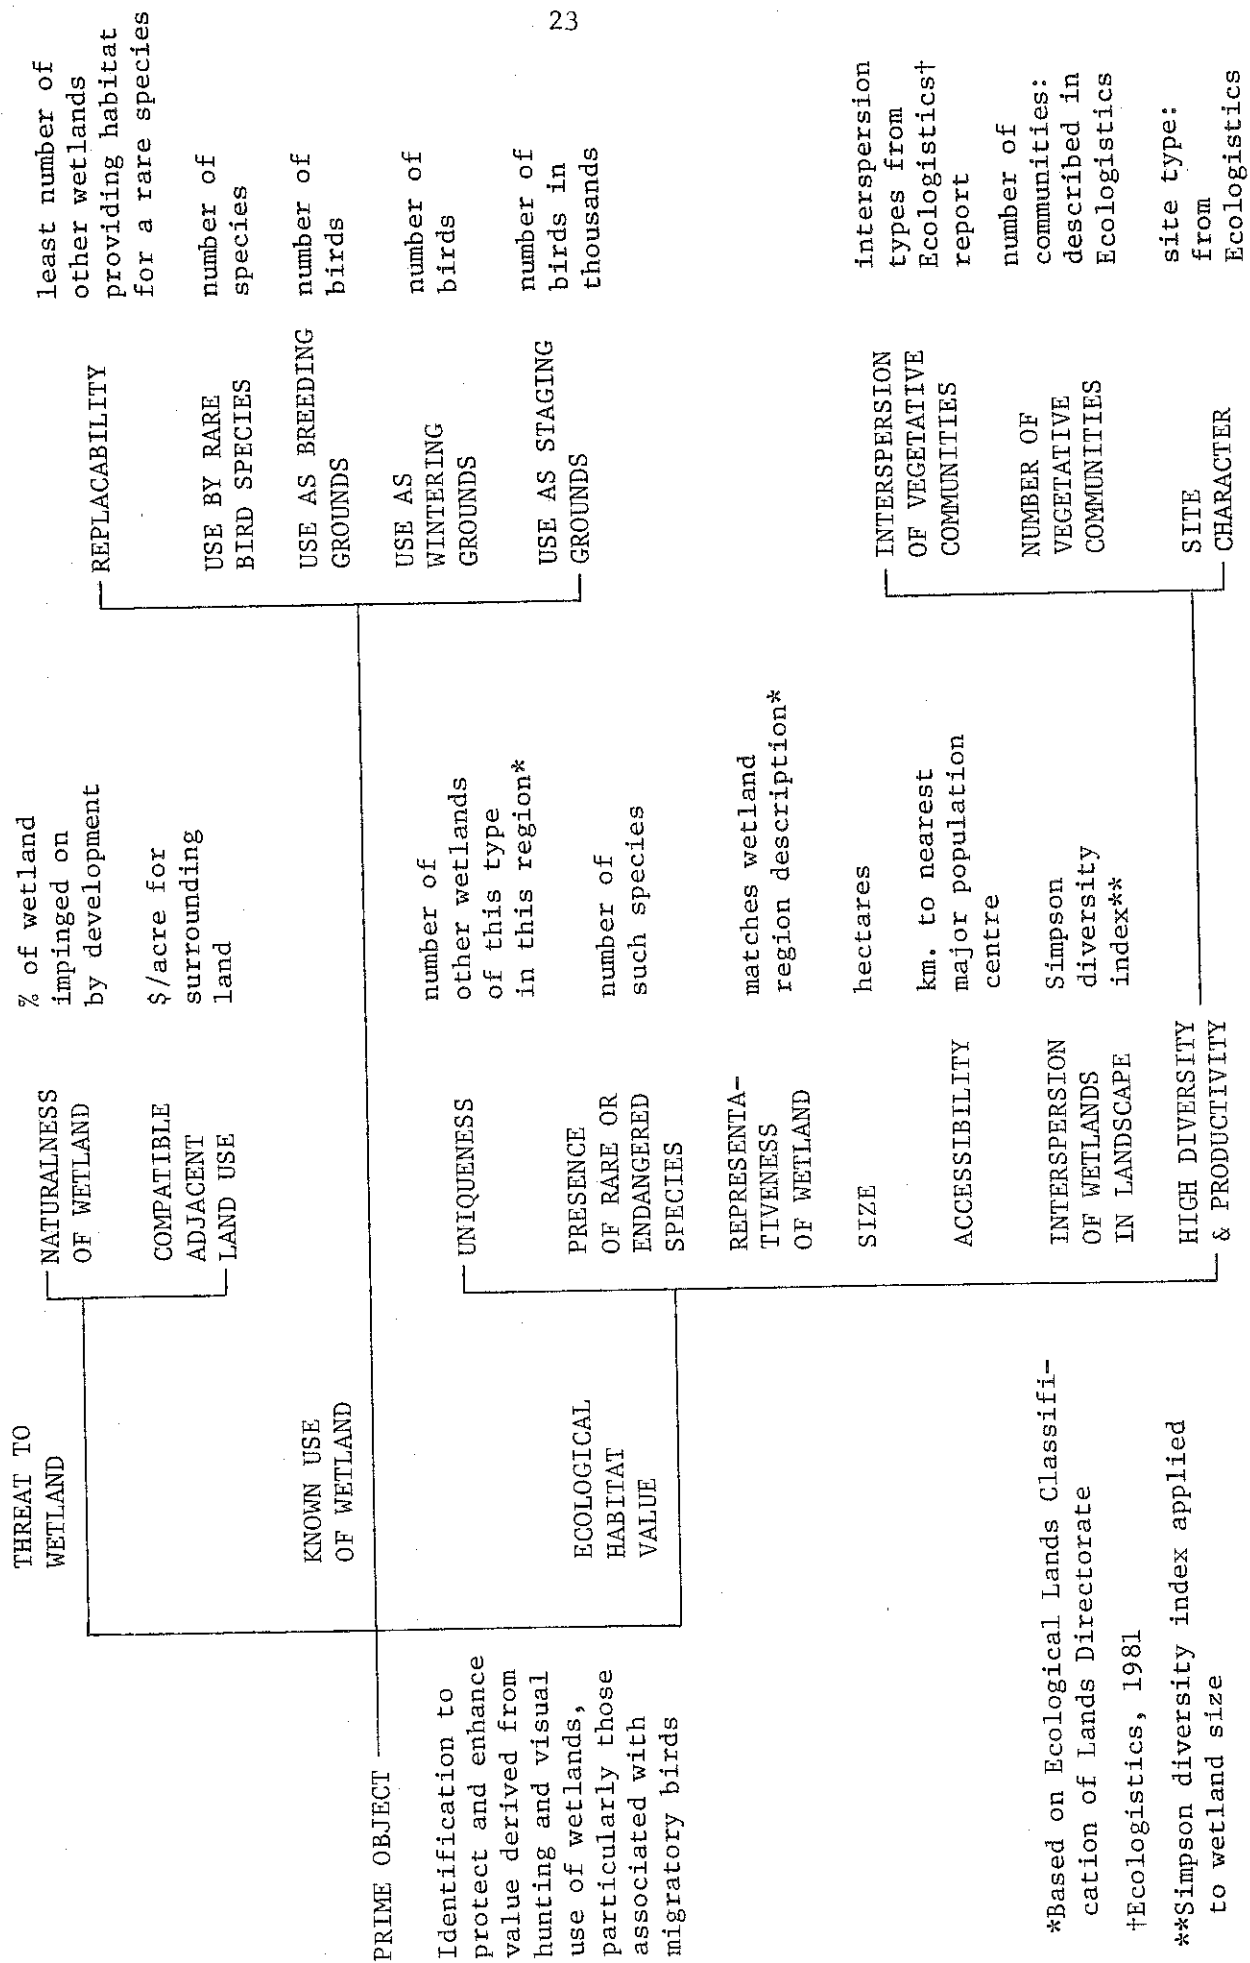 23
THREAT TO
WETLAND
NATURALNESS
OF WETLAND
% of wetland
impinged on
by development
COMPATIBLE
ADJACENT
LAND USE
$/acre for
surrounding
land
KNOWN USE
OF WETLAND
REPLACABILITY
least number of
other wetlands
providing habitat
for a rare species
USE BY RARE
BIRD SPECIES
number of
species
USE AS BREEDING
GROUNDS
number of
birds
USE AS
WINTERING
GROUNDS
number of
birds
USE AS STAGING
GROUNDS
number of
birds in
thousands
PRIME OBJECT
Identification to
protect and enhance
value derived from
hunting and visual
use of wetlands,
particularly those
associated with
migratory birds
ECOLOGICAL
HABITAT
VALUE
UNIQUENESS
number of
other wetlands
of this type
in this region*
PRESENCE
OF RARE OR
ENDANGERED
SPECIES
number of
such species
REPRESENTA-
TIVENESS
OF WETLAND
matches wetland
region description*
SIZE
hectares
ACCESSIBILITY
km. to nearest
major population
centre
INTERSPERSION
OF WETLANDS
IN LANDSCAPE
Simpson
diversity
index**
HIGH DIVERSITY
& PRODUCTIVITY
INTERSPERSION
OF VEGETATIVE
COMMUNITIES
interspersion
types from
Ecologistics†
report
NUMBER OF
VEGETATIVE
COMMUNITIES
number of
communities:
described in
Ecologistics
SITE
CHARACTER
site type:
from
Ecologistics
*Based on Ecological Lands Classifi-
cation of Lands Directorate
†Ecologistics, 1981
**Simpson diversity index applied
to wetland size